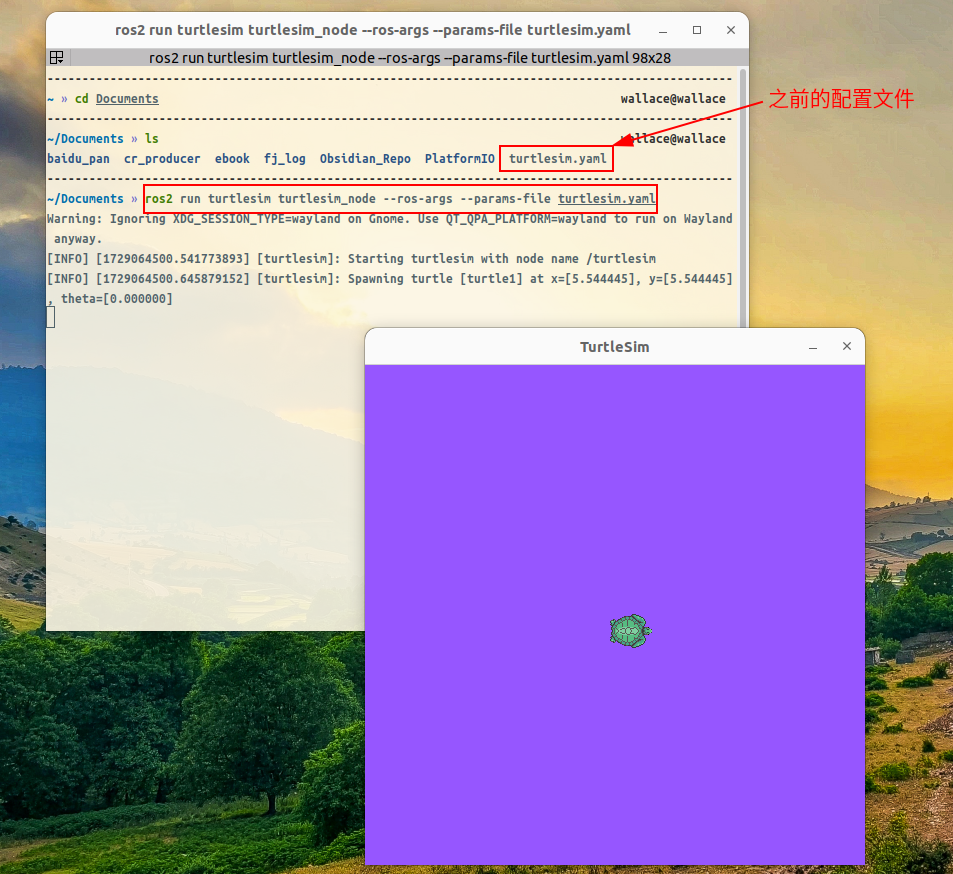 ros2 run turtlesim turtlesim_node --ros-args --params-file turtlesim.yaml
ros2 run turtlesim turtlesim_node --ros-args --params-file turtlesim.yaml 98x28
~ » cd Documents wallace@wallace
之前的配置文件
~/Documents » ls wallace@wallace
baidu_pan cr_producer ebook fj_log Obsidian_Repo PlatformIO turtlesim.yaml
~/Documents » ros2 run turtlesim turtlesim_node --ros-args --params-file turtlesim.yaml
Warning: Ignoring XDG_SESSION_TYPE=wayland on Gnome. Use QT_QPA_PLATFORM=wayland to run on Wayland
anyway.
[INFO] [1729064500.541773893] [turtlesim]: Starting turtlesim with node name /turtlesim
[INFO] [1729064500.645879152] [turtlesim]: Spawning turtle [turtle1] at x=[5.544445], y=[5.544445]
, theta=[0.000000]
TurtleSim